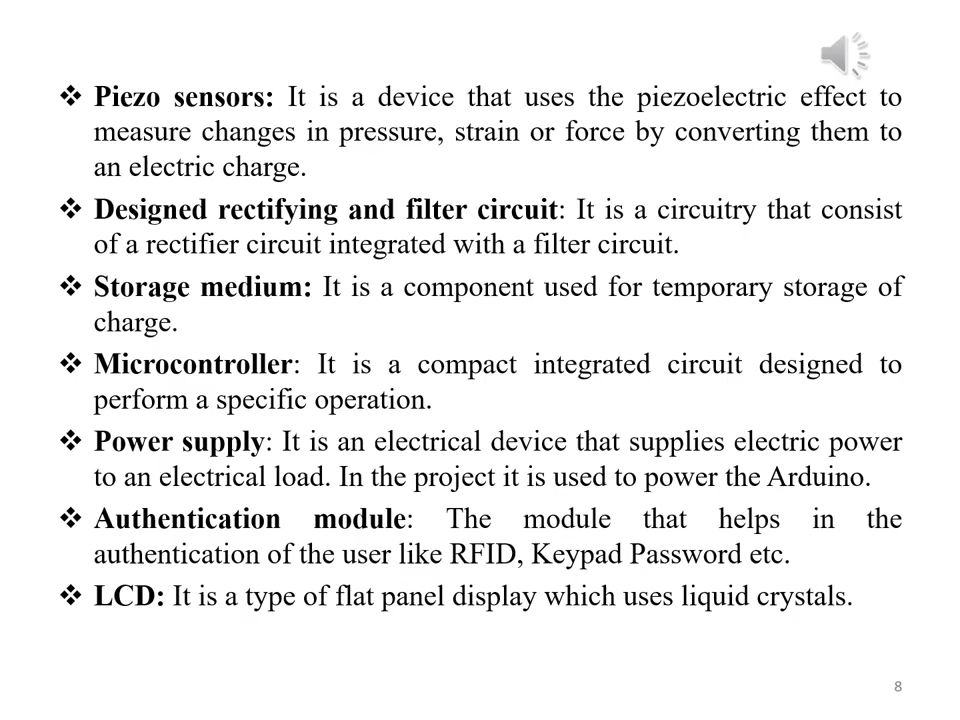 ❖ Piezo sensors: It is a device that uses the piezoelectric effect to
measure changes in pressure, strain or force by converting them to
an electric charge.
❖ Designed rectifying and filter circuit: It is a circuitry that consist
of a rectifier circuit integrated with a filter circuit.
❖ Storage medium: It is a component used for temporary storage of
charge.
❖ Microcontroller: It is a compact integrated circuit designed to
perform a specific operation.
❖ Power supply: It is an electrical device that supplies electric power
to an electrical load. In the project it is used to power the Arduino.
❖ Authentication module: The module that helps in the
authentication of the user like RFID, Keypad Password etc.
❖ LCD: It is a type of flat panel display which uses liquid crystals.
8